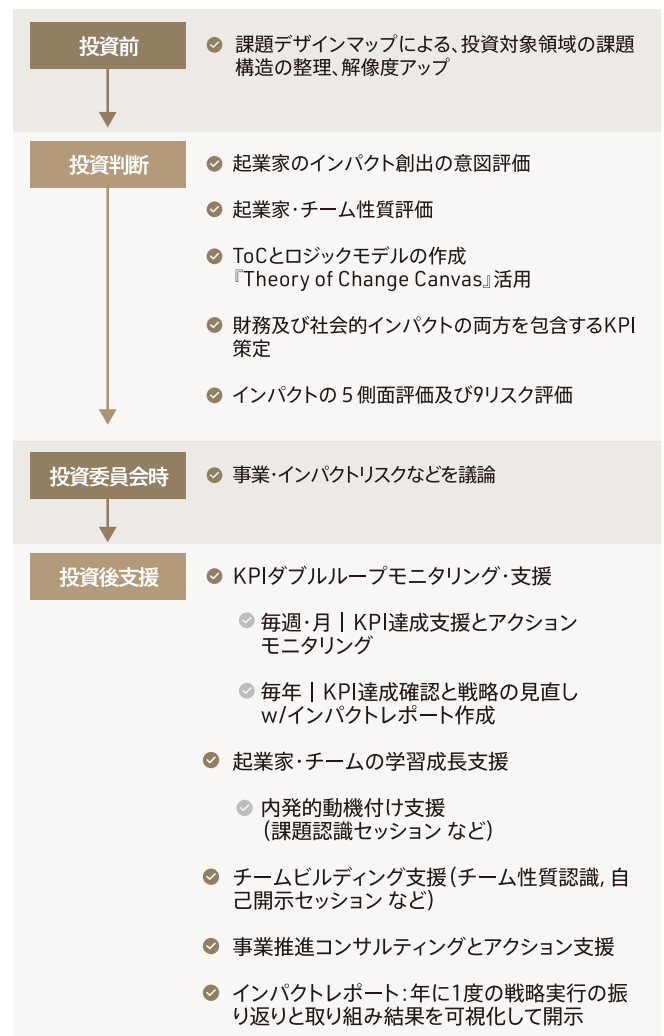 投資前
課題デザインマップによる、投資対象領域の課題
構造の整理、解像度アップ
投資判断
起業家のインパクト創出の意図評価
起業家・チーム性質評価
ToCとロジックモデルの作成
『Theory of Change Canvas』活用
財務及び社会的インパクトの両方を包含するKPI
策定
インパクトの5側面評価及び9リスク評価
投資委員会時
事業・インパクトリスクなどを議論
投資後支援
KPIダブルループモニタリング・支援
毎週・月｜KPI達成支援とアクション
モニタリング
毎年｜KPI達成確認と戦略の見直し
w/インパクトレポート作成
起業家・チームの学習成長支援
内発的動機付け支援
(課題認識セッション など)
チームビルディング支援(チーム性質認識, 自
己開示セッション など)
事業推進コンサルティングとアクション支援
インパクトレポート：年に1度の戦略実行の振
り返りと取り組み結果を可視化して開示